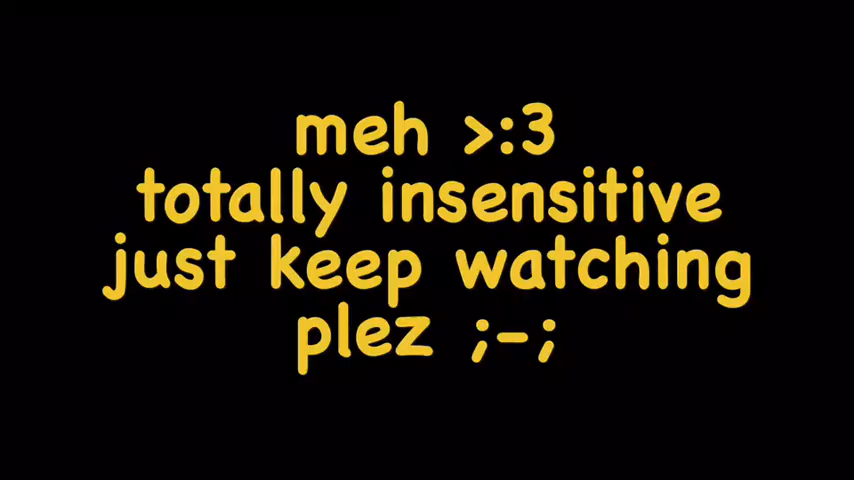 meh >:3
totally insensitive
just keep watching
plez ;-;